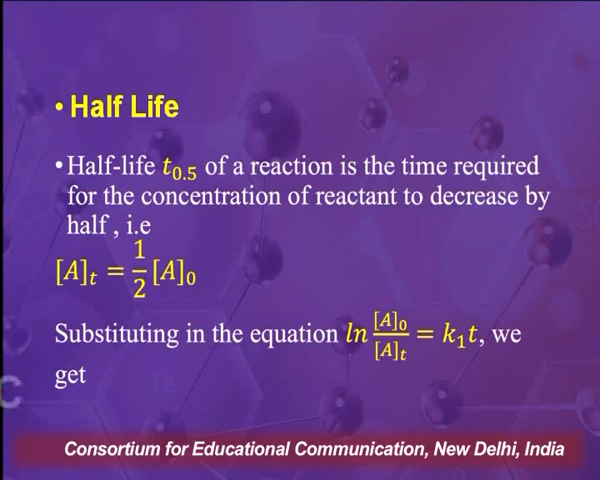 • Half Life
•Half-life t₀.₅ of a reaction is the time required
for the concentration of reactant to decrease by
half , i.e
[A]ₜ = 1/2 [A]₀
Substituting in the equation ln [A]₀/[A]ₜ = k₁t, we
get
C
Consortium for Educational Communication, New Delhi, India